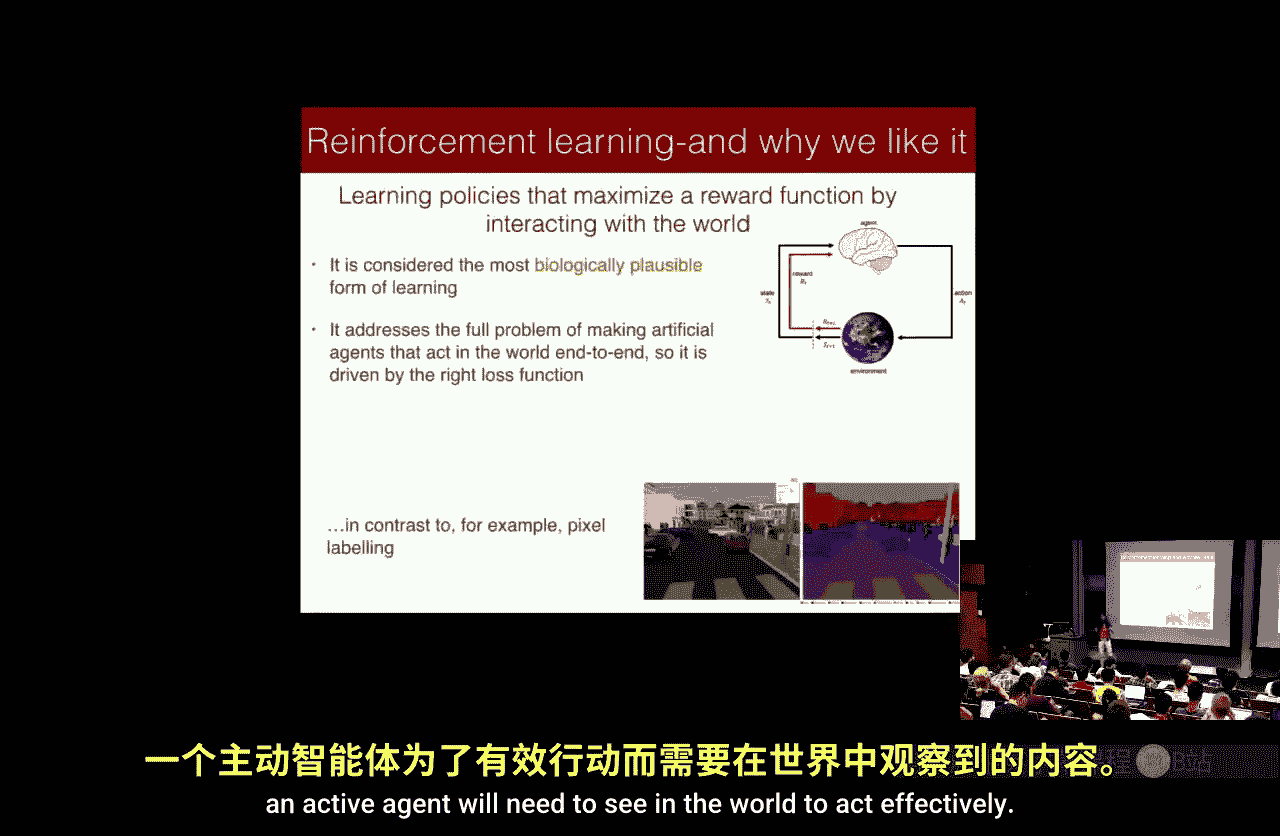 Reinforcement learning-and why we like it
Learning policies that maximize a reward function by
interacting with the world
• It is considered the most biologically plausible
form of learning
• It addresses the full problem of making artificial
agents that act in the world end-to-end, so it is
driven by the right loss function
agent
reward
state
action
environment
...in contrast to, for example, pixel
labelling
一个主动智能体为了有效行动而需要在世界中观察到的内容。
an active agent will need to see in the world to act effectively.